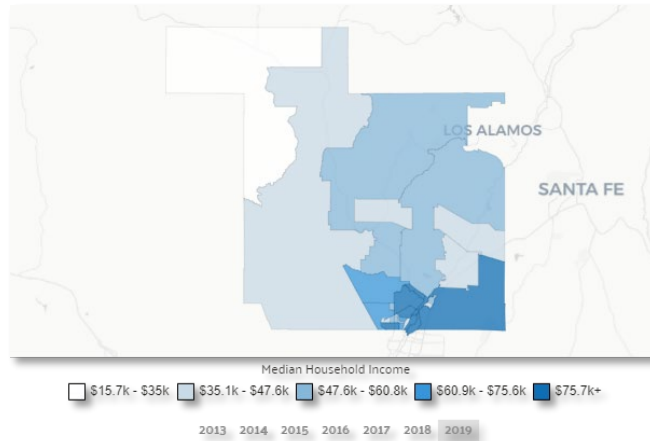 LOS ALAMOS
SANTA FE
Median Household Income
$15.7k - $35k $35.1k - $47.6k $47.6k - $60.8k $60.9k - $75.6k $75.7k+
2013 2014 2015 2016 2017 2018 2019